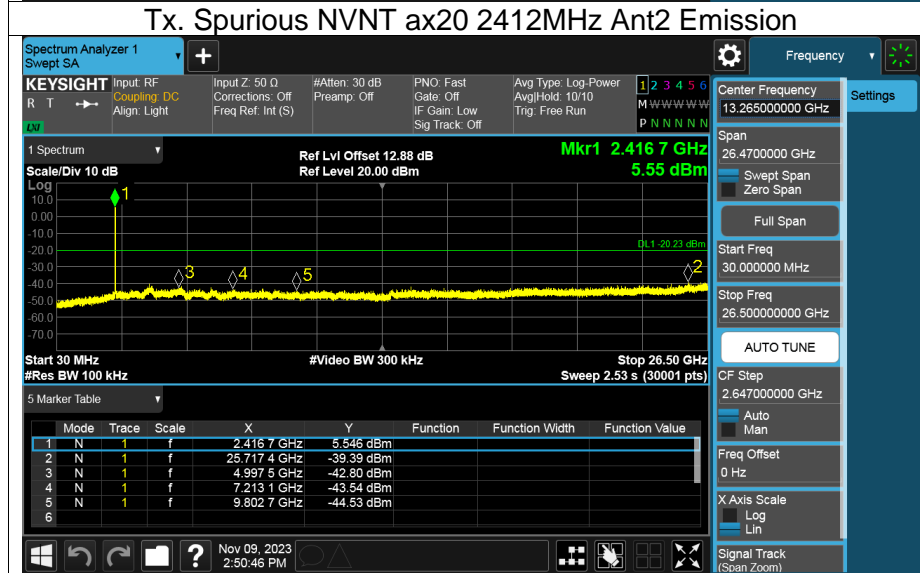 Tx. Spurious NVNT ax20 2412MHz Ant2 Emission
Spectrum Analyzer 1
Swept SA
+
Frequency
KEYSIGHT
R T
LXI
Input: RF
Coupling: DC
Align: Light
Input Z: 50 Ω
Corrections: Off
Freq Ref: Int (S)
#Atten: 30 dB
Preamp: Off
PNO: Fast
Gate: Off
IF Gain: Low
Sig Track: Off
Avg Type: Log-Power
Avg|Hold: 10/10
Trig: Free Run
1 2 3 4 5 6
M W W W W W
P N N N N N
1 Spectrum
Scale/Div 10 dB
Ref Lvl Offset 12.88 dB
Ref Level 20.00 dBm
Mkr1 2.416 7 GHz
5.55 dBm
Log
10.0
0.00
-10.0
-20.0
-30.0
-40.0
-50.0
-60.0
-70.0
1
DL1 -20.23 dBm
3
4
5
2
Start 30 MHz
#Video BW 300 kHz
Stop 26.50 GHz
#Res BW 100 kHz
Sweep 2.53 s (30001 pts)
5 Marker Table
Mode Trace Scale X Y Function Function Width Function Value
1 N 1 f 2.416 7 GHz 5.546 dBm
2 N 1 f 25.717 4 GHz -39.39 dBm
3 N 1 f 4.997 5 GHz -42.80 dBm
4 N 1 f 7.213 1 GHz -43.54 dBm
5 N 1 f 9.802 7 GHz -44.53 dBm
6
?
Nov 09, 2023
2:50:46 PM
Center Frequency
13.265000000 GHz
Settings
Span
26.4700000 GHz
Swept Span
Zero Span
Full Span
Start Freq
30.000000 MHz
Stop Freq
26.500000000 GHz
AUTO TUNE
CF Step
2.647000000 GHz
Auto
Man
Freq Offset
0 Hz
X Axis Scale
Log
Lin
Signal Track
(Span Zoom)